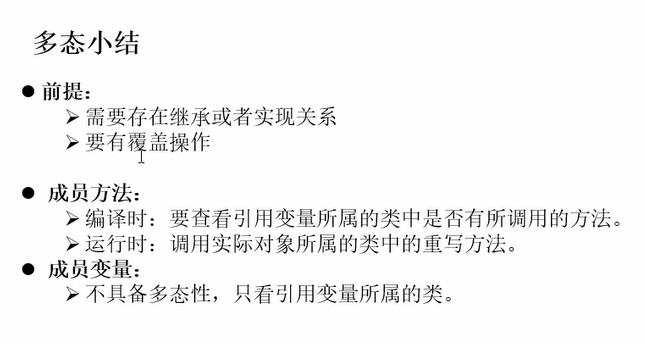 多态小结
前提：
需要存在继承或者实现关系
要有覆盖操作
成员方法：
编译时：要查看引用变量所属的类中是否有所调用的方法。
运行时：调用实际对象所属的类中的重写方法。
成员变量：
不具备多态性，只看引用变量所属的类。